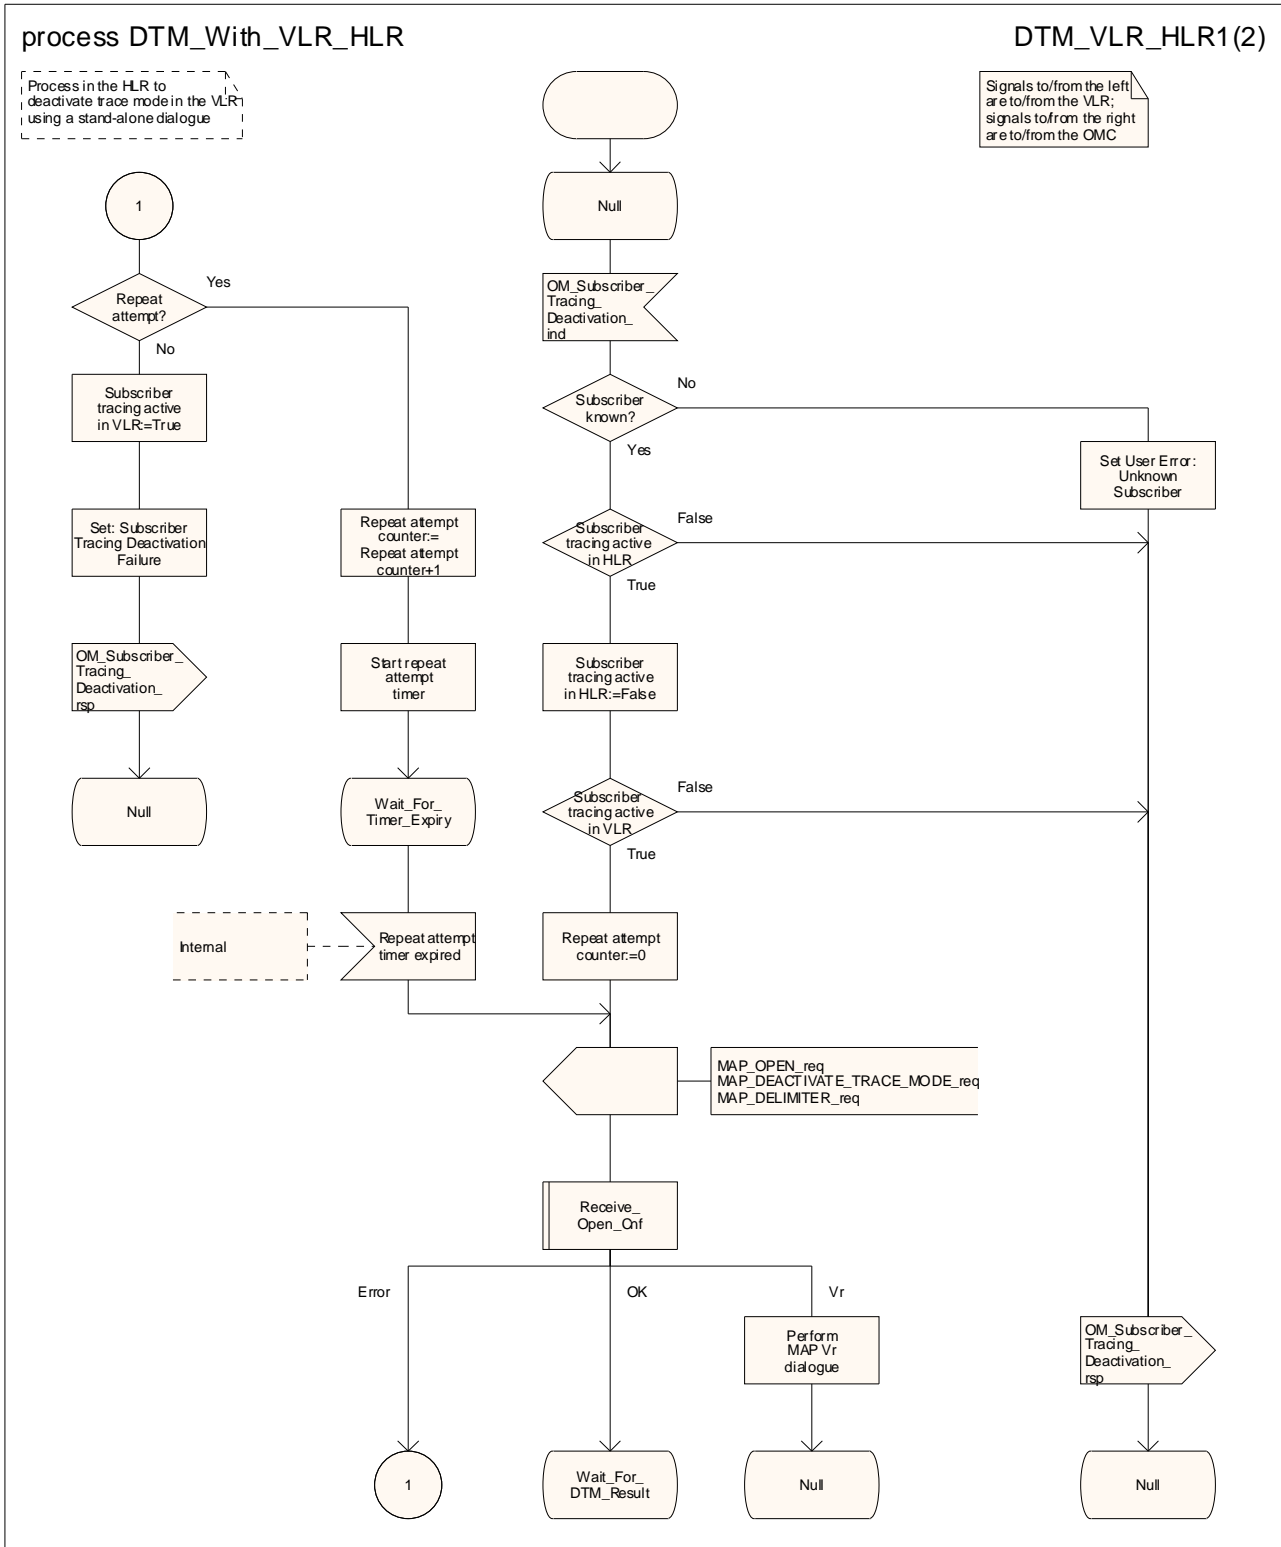 process DTM_With_VLR_HLR
DTM_VLR_HLR1(2)
Process in the HLR to
deactivate trace mode in the VLR
using a stand-alone dialogue
Signals to/from the left
are to/from the VLR;
signals to/from the right
are to/from the OMC
1
Null
Repeat
attempt?
Yes
No
OM_Subscriber_
Tracing_
Deactivation_
ind
Subscriber
tracing active
in VLR:=True
Subscriber
known?
No
Yes
Set User Error:
Unknown
Subscriber
Set: Subscriber
Tracing Deactivation
Failure
Repeat attempt
counter:=
Repeat attempt
counter+1
Subscriber
tracing active
in HLR
False
True
OM_Subscriber_
Tracing_
Deactivation_
rsp
Start repeat
attempt
timer
Subscriber
tracing active
in HLR:=False
Null
Wait_For_
Timer_Expiry
Subscriber
tracing active
in VLR
False
True
Internal
Repeat attempt
timer expired
Repeat attempt
counter:=0
MAP_OPEN_req
MAP_DEACTIVATE_TRACE_MODE_req
MAP_DELIMITER_req
Receive_
Open_Cnf
Error
OK
Vr
Perform
MAP Vr
dialogue
OM_Subscriber_
Tracing_
Deactivation_
rsp
1
Wait_For_
DTM_Result
Null
Null